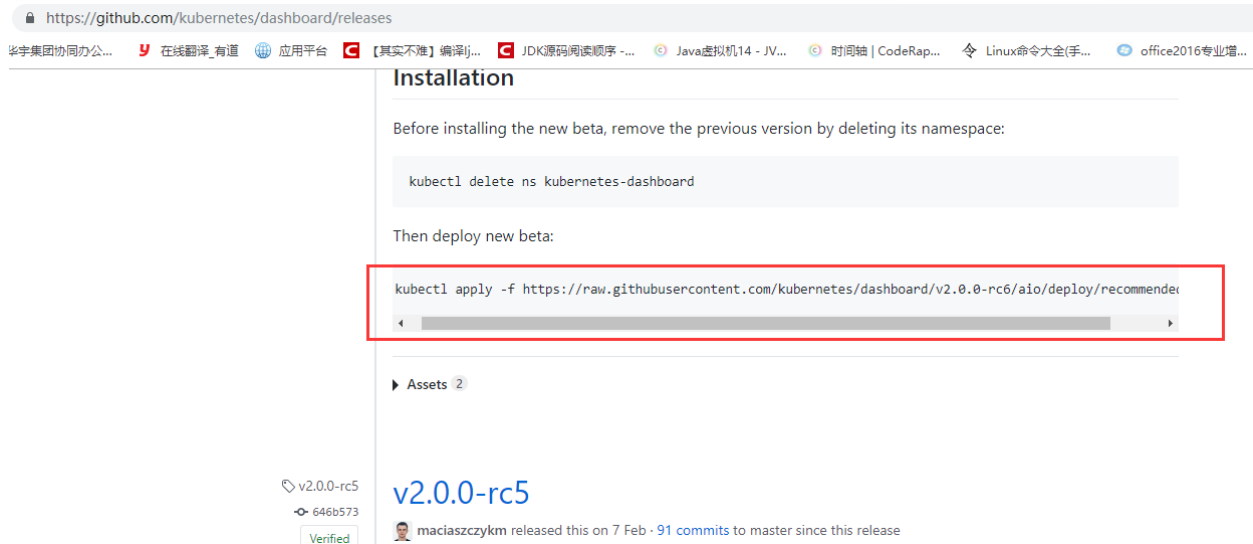 https://github.com/kubernetes/dashboard/releases
华宇集团协同办公... 在线翻译_有道 应用平台 【其实不难】编译lj... JDK源码阅读顺序 -... Java虚拟机14 - JV... 时间轴 | CodeRap... Linux命令大全(手... office2016专业增...
Installation
Before installing the new beta, remove the previous version by deleting its namespace:
kubectl delete ns kubernetes-dashboard
Then deploy new beta:
kubectl apply -f https://raw.githubusercontent.com/kubernetes/dashboard/v2.0.0-rc6/aio/deploy/recommended
Assets 2
v2.0.0-rc5
v2.0.0-rc5
646b573
maciaszczykm released this on 7 Feb · 91 commits to master since this release
Verified